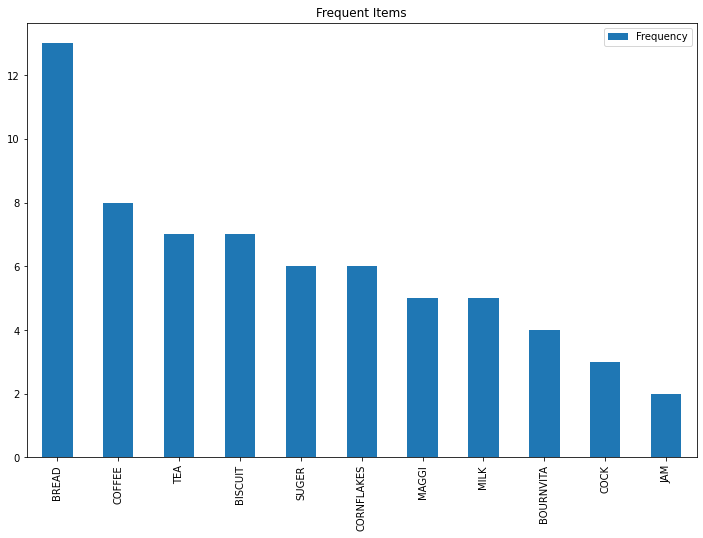 Frequent Items
Frequency
12
10
8
6
4
2
0
BREAD
COFFEE
TEA
BISCUIT
SUGER
CORNFLAKES
MAGGI
MILK
BOURNVITA
COCK
JAM